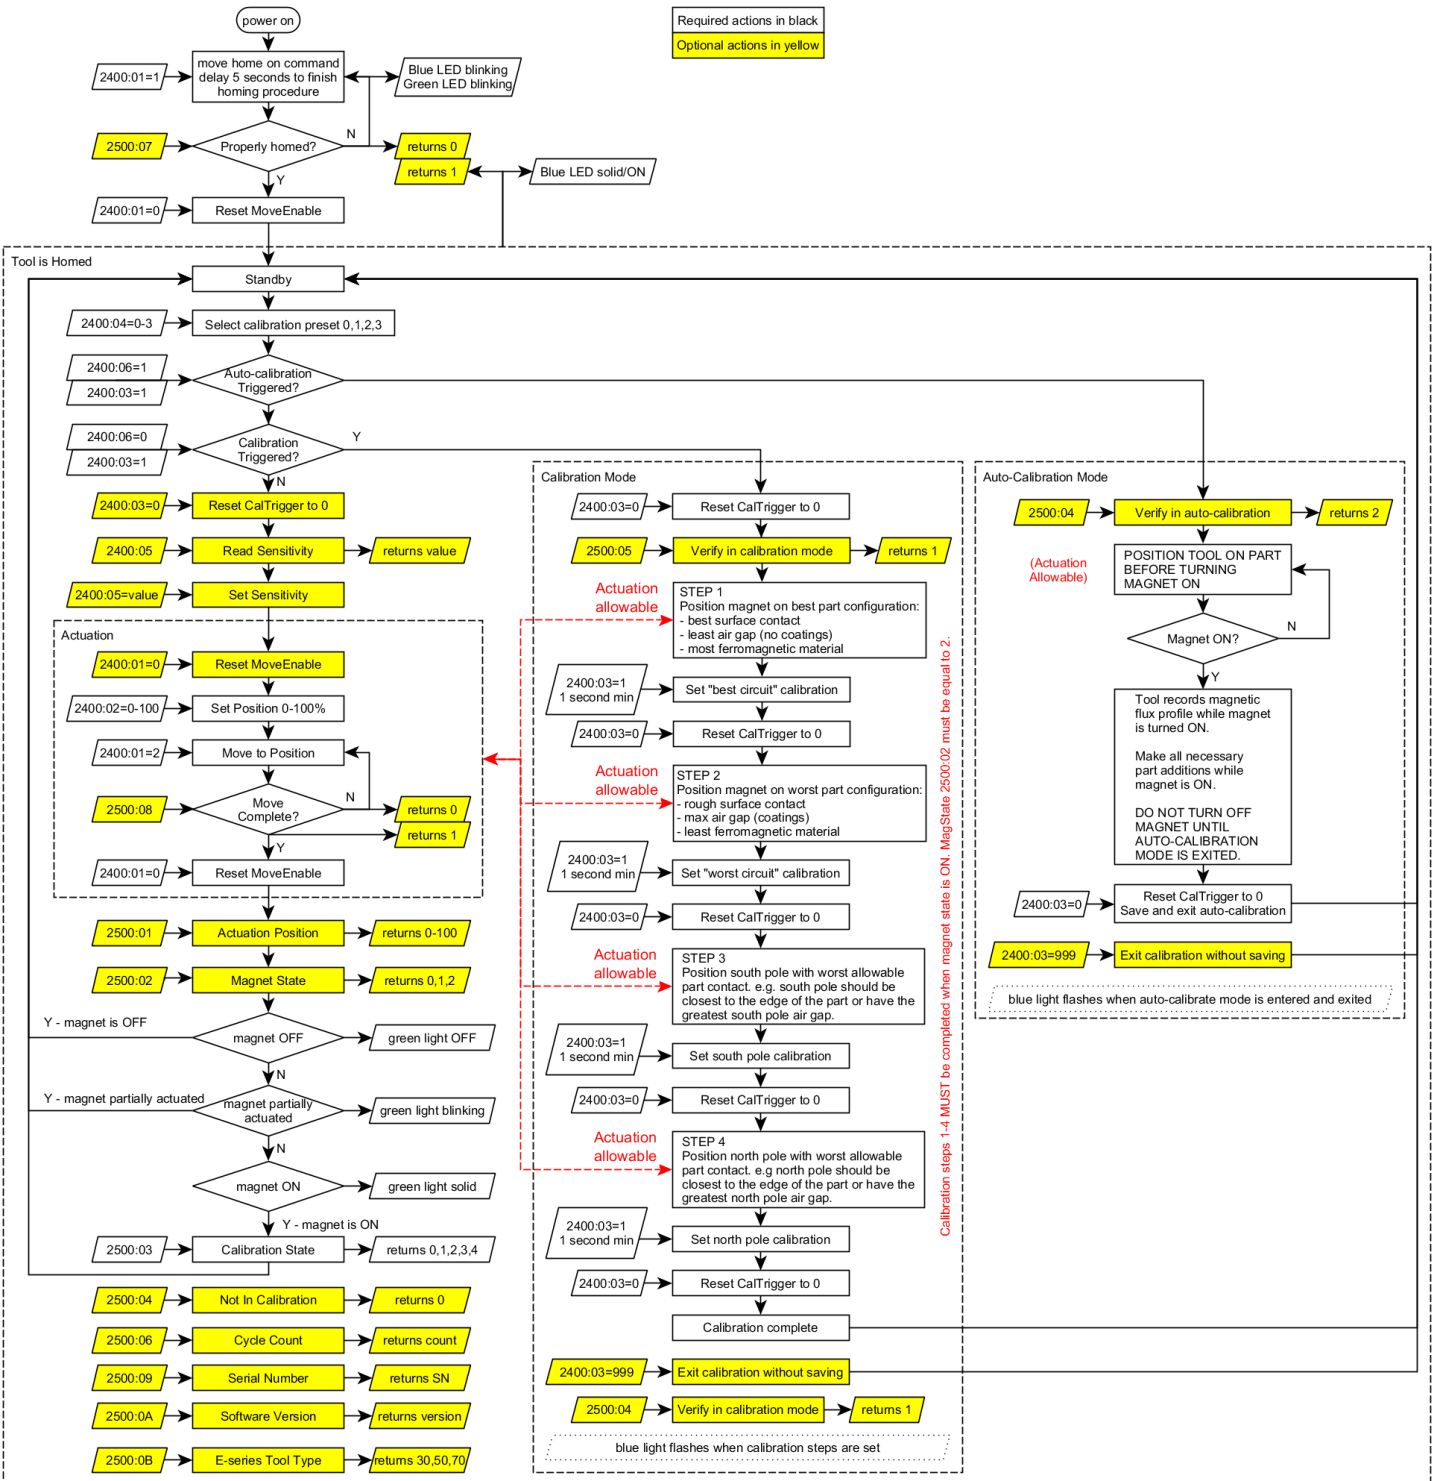 power on
Required actions in black
Optional actions in yellow
2400:01=1
move home on command
delay 5 seconds to finish
homing procedure
Blue LED blinking
Green LED blinking
2500:07
Properly homed?
N
returns 0
returns 1
Blue LED solid/ON
Y
2400:01=0
Reset MoveEnable
Tool is Homed
Standby
2400:04=0-3
Select calibration preset 0,1,2,3
2400:06=1
2400:03=1
Auto-calibration
Triggered?
2400:06=0
2400:03=1
Calibration
Triggered?
Y
N
2400:03=0
Reset CalTrigger to 0
2400:05
Read Sensitivity
returns value
2400:05=value
Set Sensitivity
Actuation
2400:01=0
Reset MoveEnable
2400:02=0-100
Set Position 0-100%
2400:01=2
Move to Position
2500:08
Move
Complete?
N
returns 0
returns 1
Y
2400:01=0
Reset MoveEnable
2500:01
Actuation Position
returns 0-100
2500:02
Magnet State
returns 0,1,2
Y - magnet is OFF
magnet OFF
green light OFF
N
Y - magnet partially actuated
magnet partially
actuated
green light blinking
N
magnet ON
green light solid
Y - magnet is ON
2500:03
Calibration State
returns 0,1,2,3,4
2500:04
Not In Calibration
returns 0
2500:06
Cycle Count
returns count
2500:09
Serial Number
returns SN
2500:0A
Software Version
returns version
2500:0B
E-series Tool Type
returns 30,50,70
Calibration Mode
2400:03=0
Reset CalTrigger to 0
2500:05
Verify in calibration mode
returns 1
Actuation
allowable
STEP 1
Position magnet on best part configuration:
- best surface contact
- least air gap (no coatings)
- most ferromagnetic material
2400:03=1
1 second min
Set "best circuit" calibration
2400:03=0
Reset CalTrigger to 0
Actuation
allowable
STEP 2
Position magnet on worst part configuration:
- rough surface contact
- max air gap (coatings)
- least ferromagnetic material
2400:03=1
1 second min
Set "worst circuit" calibration
2400:03=0
Reset CalTrigger to 0
Actuation
allowable
STEP 3
Position south pole with worst allowable
part contact. e.g. south pole should be
closest to the edge of the part or have the
greatest south pole air gap.
2400:03=1
1 second min
Set south pole calibration
2400:03=0
Reset CalTrigger to 0
Actuation
allowable
STEP 4
Position north pole with worst allowable
part contact. e.g north pole should be
closest to the edge of the part or have the
greatest north pole air gap.
2400:03=1
1 second min
Set north pole calibration
2400:03=0
Reset CalTrigger to 0
Calibration complete
2400:03=999
Exit calibration without saving
2500:04
Verify in calibration mode
returns 1
blue light flashes when calibration steps are set
Calibration steps 1-4 MUST be completed when magnet state is ON. MagState 2500:02 must be equal to 2.
Auto-Calibration Mode
2500:04
Verify in auto-calibration
returns 2
(Actuation
Allowable)
POSITION TOOL ON PART
BEFORE TURNING
MAGNET ON
Magnet ON?
N
Y
Tool records magnetic
flux profile while magnet
is turned ON.
Make all necessary
part additions while
magnet is ON.
DO NOT TURN OFF
MAGNET UNTIL
AUTO-CALIBRATION
MODE IS EXITED.
2400:03=0
Reset CalTrigger to 0
Save and exit auto-calibration
2400:03=999
Exit calibration without saving
blue light flashes when auto-calibrate mode is entered and exited